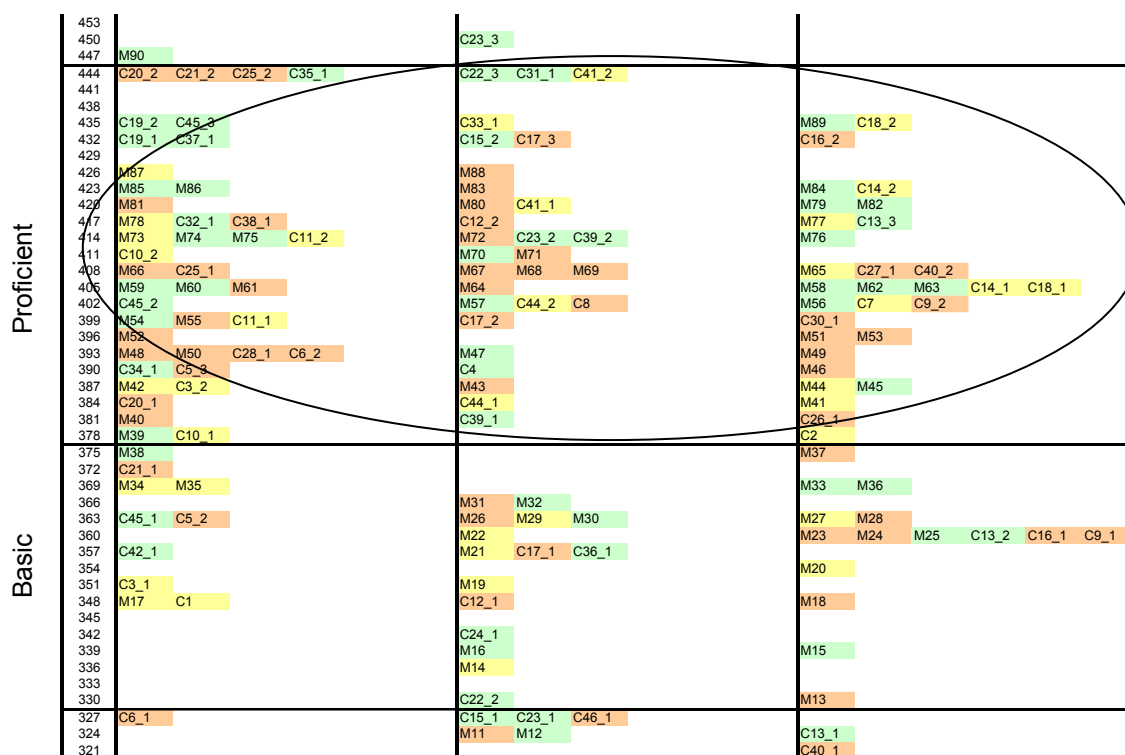 453
450 C23_3
447 M90
444 C20_2 C21_2 C25_2 C35_1 C22_3 C31_1 C41_2
441
438
435 C19_2 C45_3 C33_1 M89 C18_2
432 C19_1 C37_1 C15_2 C17_3 C16_2
429
426 M87 M88
423 M85 M86 M83 M84 C14_2
420 M81 M80 C41_1 M79 M82
417 M78 C32_1 C38_1 C12_2 M77 C13_3
414 M73 M74 M75 C11_2 M72 C23_2 C39_2 M76
411 C10_2 M70 M71
408 M66 C25_1 M67 M68 M69 M65 C27_1 C40_2
405 M59 M60 M61 M64 M58 M62 M63 C14_1 C18_1
402 C45_2 M57 C44_2 C8 M56 C7 C9_2
399 M54 M55 C11_1 C17_2 C30_1
396 M52 M51 M53
393 M48 M50 C28_1 C6_2 M47 M49
390 C34_1 C5_3 C4 M46
387 M42 C3_2 M43 M44 M45
384 C20_1 C44_1 M41
381 M40 C39_1 C26_1
378 M39 C10_1 C2
Proficient
375 M38 M37
372 C21_1
369 M34 M35 M33 M36
366 M31 M32
363 C45_1 C5_2 M26 M29 M30 M27 M28
360 M22 M23 M24 M25 C13_2 C16_1 C9_1
357 C42_1 M21 C17_1 C36_1
354 M20
351 C3_1 M19
348 M17 C1 C12_1 M18
345
342 C24_1
339 M16 M15
336 M14
333
330 C22_2 M13
Basic
327 C6_1 C15_1 C23_1 C46_1
324 M11 M12 C13_1
321 C40_1